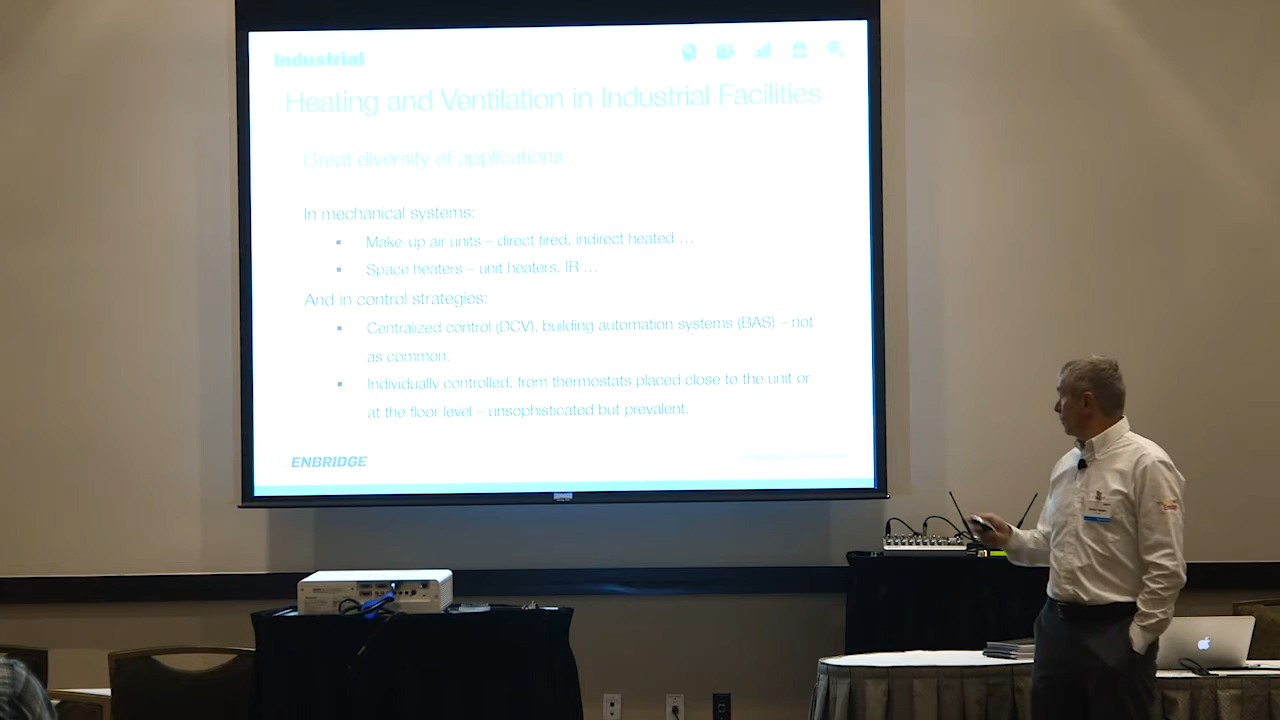 Industrial
Heating and Ventilation in Industrial Facilities
Great diversity of applications :
In mechanical systems:
▪ Make-up air units – direct fired, indirect heated …
▪ Space heaters – unit heaters, IR …
And in control strategies:
▪ Centralized control (DCV), building automation systems (BAS) – not
as common.
▪ Individually controlled, from thermostats placed close to the unit or
at the floor level – unsophisticated but prevalent.
ENBRIDGE